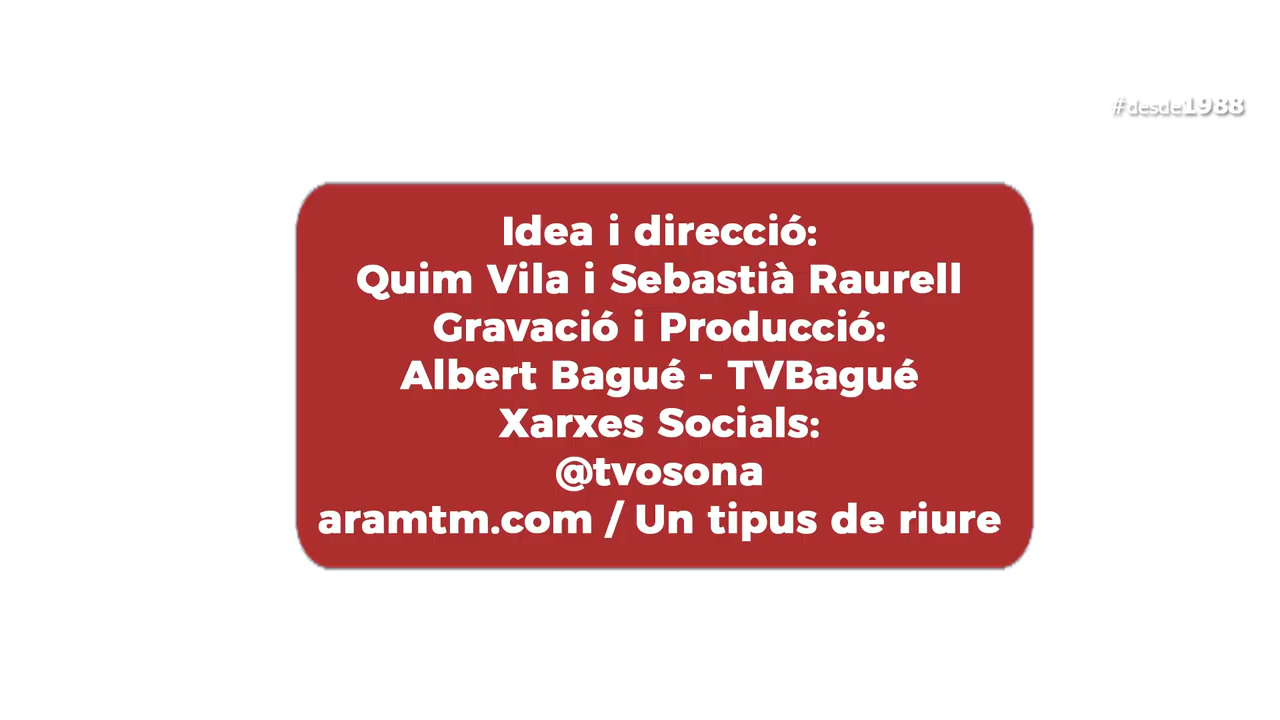 #desde1988
Idea i direcció:
Quim Vila i Sebastià Raurell
Gravació i Producció:
Albert Bagué - TVBagué
Xarxes Socials:
@tvosona
aramtm.com / Un tipus de riure